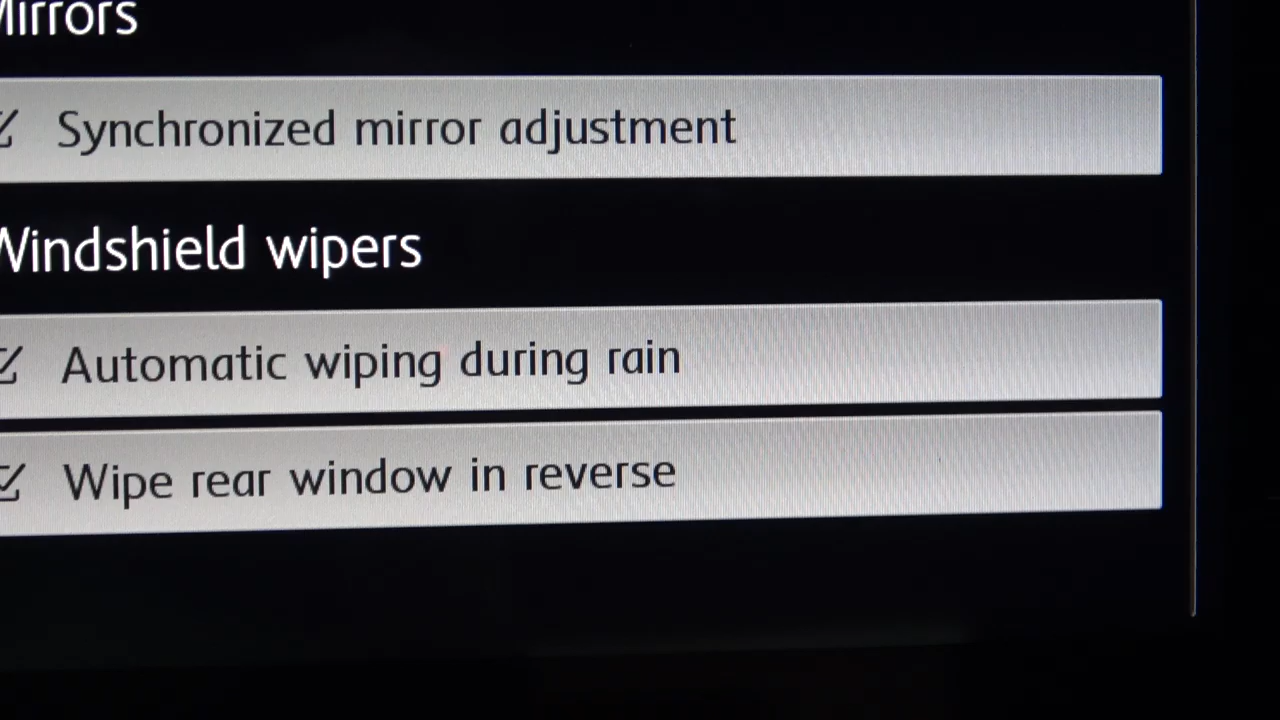 Mirrors
Synchronized mirror adjustment
Windshield wipers
Automatic wiping during rain
Wipe rear window in reverse